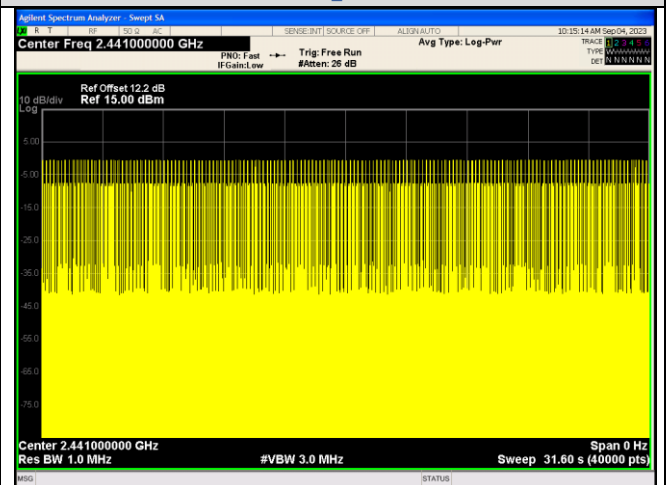 Agilent Spectrum Analyzer - Swept SA
R T RF 50 Ω AC SENSE:INT SOURCE OFF ALIGN AUTO 10:15:14 AM Sep 04, 2023
Center Freq 2.441000000 GHz Avg Type: Log-Pwr TRACE 1 2 3 4 5 6
PNO: Fast Trig: Free Run TYPE WWWWWW
IFGain:Low #Atten: 26 dB DET N N N N N N
Ref Offset 12.2 dB
10 dB/div Ref 15.00 dBm
Log
5.00
-5.00
-15.0
-25.0
-35.0
-45.0
-55.0
-65.0
-75.0
Center 2.441000000 GHz Span 0 Hz
Res BW 1.0 MHz #VBW 3.0 MHz Sweep 31.60 s (40000 pts)
MSG STATUS